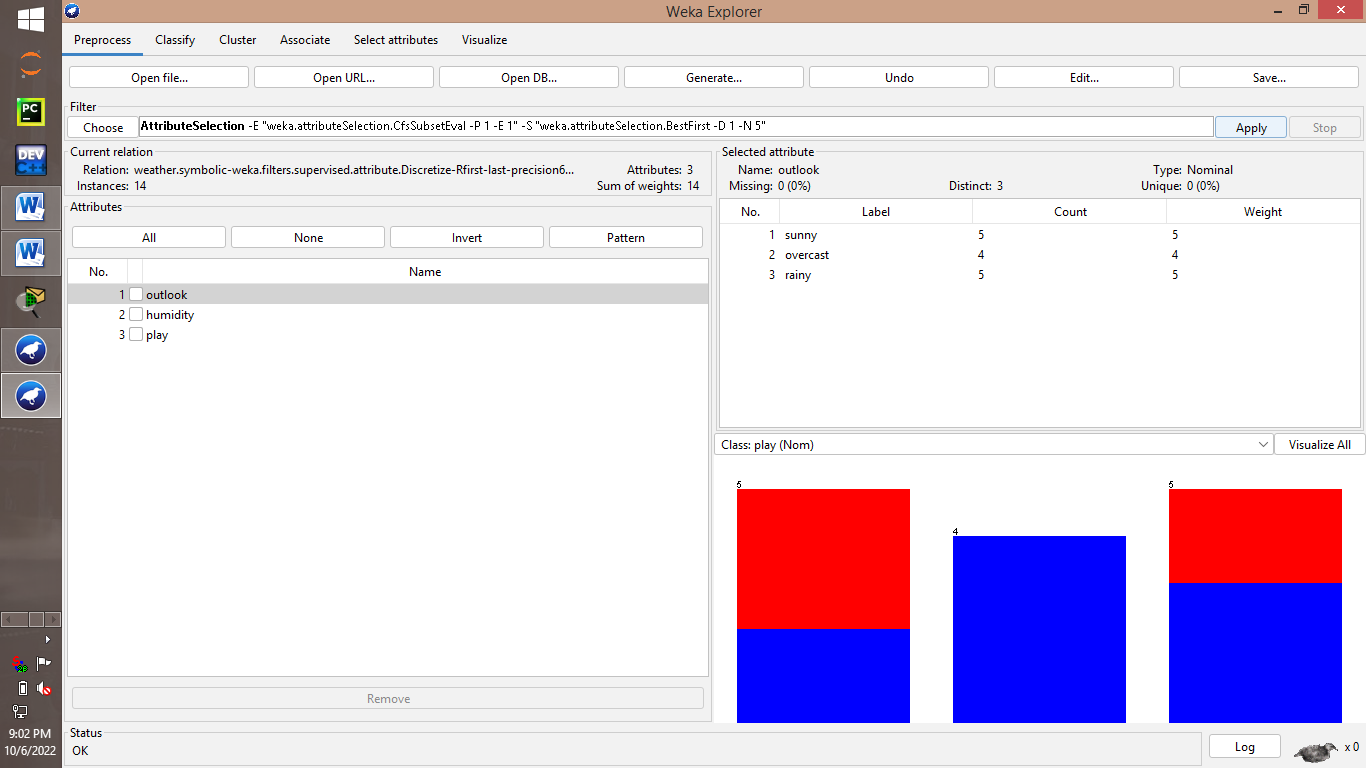 Weka Explorer
Preprocess Classify Cluster Associate Select attributes Visualize
Open file... Open URL... Open DB... Generate... Undo Edit... Save...
Filter
Choose AttributeSelection -E "weka.attributeSelection.CfsSubsetEval -P 1 -E 1" -S "weka.attributeSelection.BestFirst -D 1 -N 5" Apply Stop
Current relation
Relation: weather.symbolic-weka.filters.supervised.attribute.Discretize-Rfirst-last-precision6... Attributes: 3
Instances: 14 Sum of weights: 14
Attributes
All None Invert Pattern
No. Name
1 outlook
2 humidity
3 play
Remove
Selected attribute
Name: outlook Type: Nominal
Missing: 0 (0%) Distinct: 3 Unique: 0 (0%)
No. Label Count Weight
1 sunny 5 5
2 overcast 4 4
3 rainy 5 5
Class: play (Nom) Visualize All
5 4 5
Status
OK
Log x 0
PC
DEV
C++
W
W
9:02 PM
10/6/2022